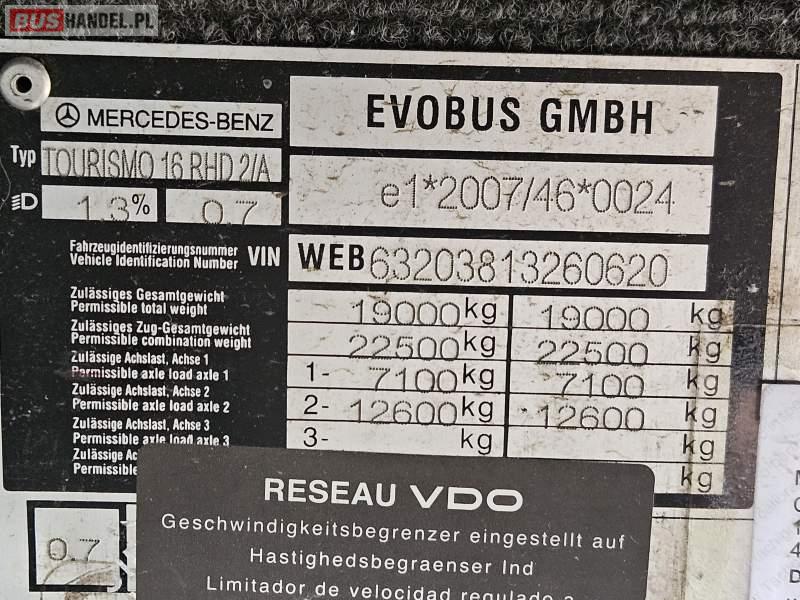 BUSHANDEL.PL
MERCEDES-BENZ
EVOBUS GMBH
Typ TOURISMO 16 RHD 2/A
e1*2007/46*0024
1.3% 0.7
Fahrzeugidentifizierungsnummer
Vehicle Identification Number VIN WEB63203813260620
Zulässiges Gesamtgewicht
Permissible total weight 19000kg 19000 kg
Zulässiges Zug-Gesamtgewicht
Permissible combination weight 22500kg 22500 kg
Zulässige Achslast, Achse 1
Permissible axle load axle 1 1- 7100kg 7100 kg
Zulässige Achslast, Achse 2
Permissible axle load axle 2 2- 12600kg 12600 kg
Zulässige Achslast, Achse 3
Permissible axle load axle 3 3- kg kg
Zulässige
Permissible kg
RESEAU VDO
0.7
Geschwindigkeitsbegrenzer eingestellt auf
Hastighedsbegraenser Ind
Limitador de velocidad regulado a